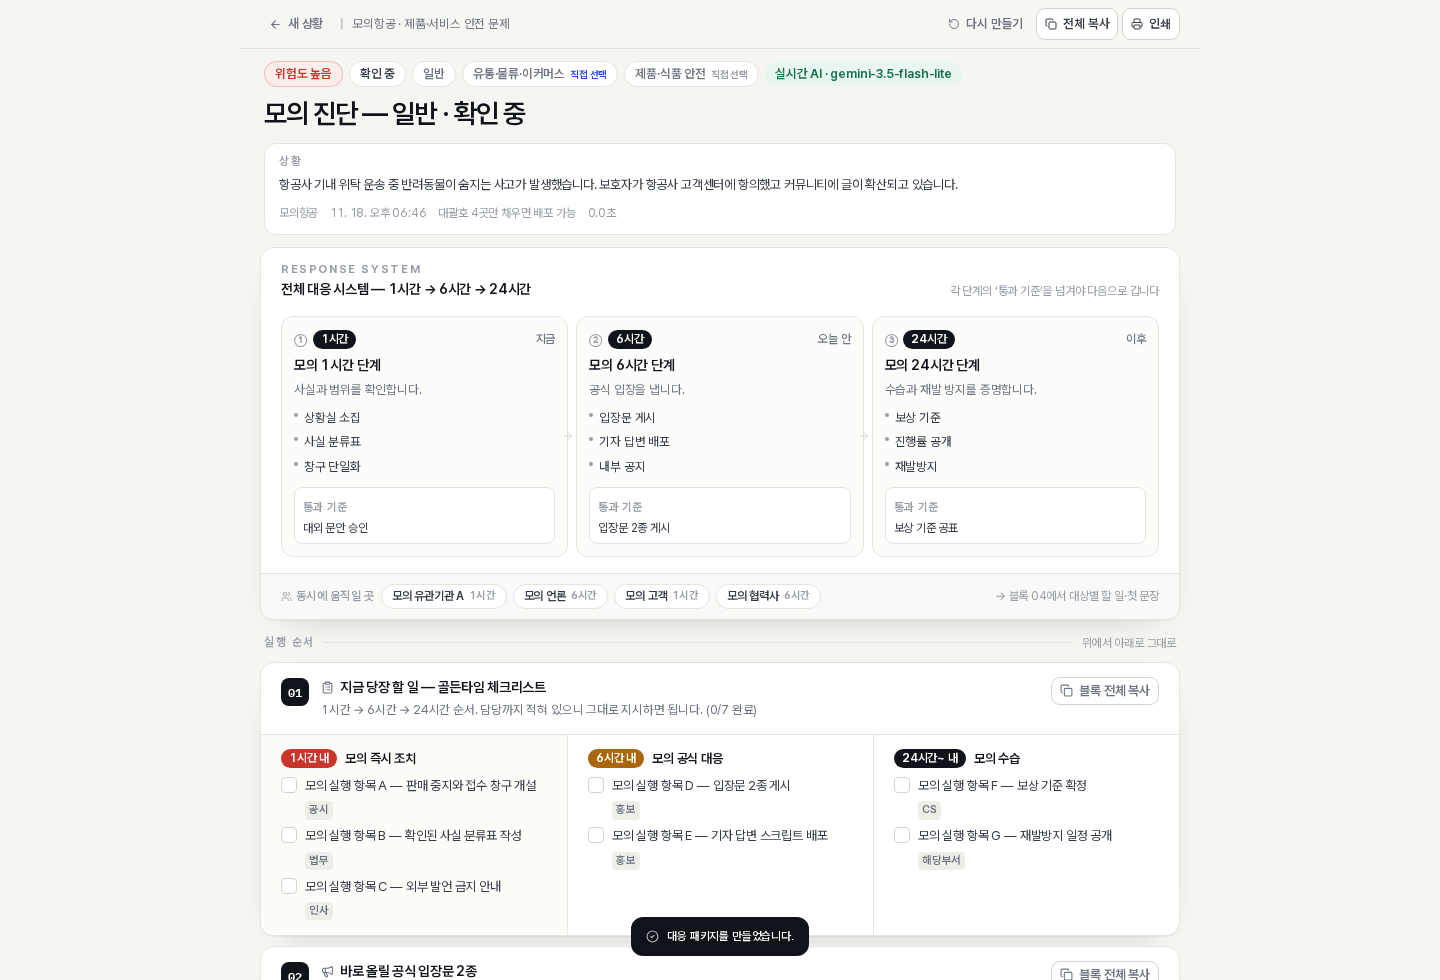 새 상황 | 모의항공 · 제품·서비스 안전 문제 다시 만들기 전체 복사 인쇄
위험도 높음 확인 중 일반 유통·물류·이커머스 직접 선택 제품·식품 안전 직접 선택 실시간 AI · gemini-3.5-flash-lite
모의 진단 — 일반 · 확인 중
상황
항공사 기내 위탁 운송 중 반려동물이 숨지는 사고가 발생했습니다. 보호자가 항공사 고객센터에 항의했고 커뮤니티에 글이 확산되고 있습니다.
모의항공 11. 18. 오후 06:46 대괄호 4곳만 채우면 배포 가능 0.0초
RESPONSE SYSTEM
전체 대응 시스템 — 1시간 → 6시간 → 24시간
각 단계의 '통과 기준'을 넘겨야 다음으로 갑니다
1 1시간 지금
모의 1시간 단계
사실과 범위를 확인합니다.
상황실 소집
사실 분류표
창구 단일화
통과 기준
대외 문안 승인
2 6시간 오늘 안
모의 6시간 단계
공식 입장을 냅니다.
입장문 게시
기자 답변 배포
내부 공지
통과 기준
입장문 2종 게시
3 24시간 이후
모의 24시간 단계
수습과 재발 방지를 증명합니다.
보상 기준
진행률 공개
재발방지
통과 기준
보상 기준 공표
동시에 움직일 곳 모의 유관기관 A 1시간 모의 언론 6시간 모의 고객 1시간 모의 협력사 6시간 → 블록 04에서 대상별 할 일·첫 문장
실행 순서 위에서 아래로 그대로
01 지금 당장 할 일 — 골든타임 체크리스트 블록 전체 복사
1시간 → 6시간 → 24시간 순서. 담당까지 적혀 있으니 그대로 지시하면 됩니다. (0/7 완료)
1시간 내 모의 즉시 조치
모의 실행 항목 A — 판매 중지와 접수 창구 개설
공시
모의 실행 항목 B — 확인된 사실 분류표 작성
법무
모의 실행 항목 C — 외부 발언 금지 안내
인사
6시간 내 모의 공식 대응
모의 실행 항목 D — 입장문 2종 게시
홍보
모의 실행 항목 E — 기자 답변 스크립트 배포
홍보
24시간~ 내 모의 수습
모의 실행 항목 F — 보상 기준 확정
CS
모의 실행 항목 G — 재발방지 일정 공개
해당부서
대응 패키지를 만들었습니다.
02 바로 올릴 공식 입장문 2종 블록 전체 복사